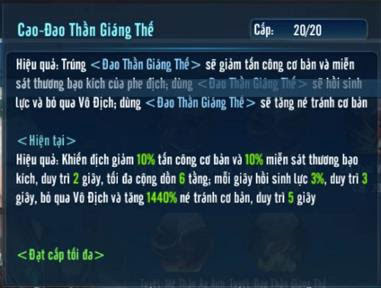 Cao-Đao Thần Giáng Thế
Cấp: 20/20
Hiệu quả: Trúng <Đao Thần Giáng Thế> sẽ giảm tấn công cơ bản và miễn
sát thương bạo kích của phe địch; dùng <Đao Thần Giáng Thế> sẽ hồi sinh
lực và bỏ qua Vô Địch; dùng <Đao Thần Giáng Thế> sẽ tăng né tránh cơ bản
<Hiện tại>
Hiệu quả: Khiến địch giảm 10% tấn công cơ bản và 10% miễn sát thương bạo
kích, duy trì 2 giây, tối đa cộng dồn 6 tầng; mỗi giây hồi sinh lực 3%, duy trì 3
giây, bỏ qua Vô Địch và tăng 1440% né tránh cơ bản, duy trì 5 giây
<Đạt cấp tối đa>